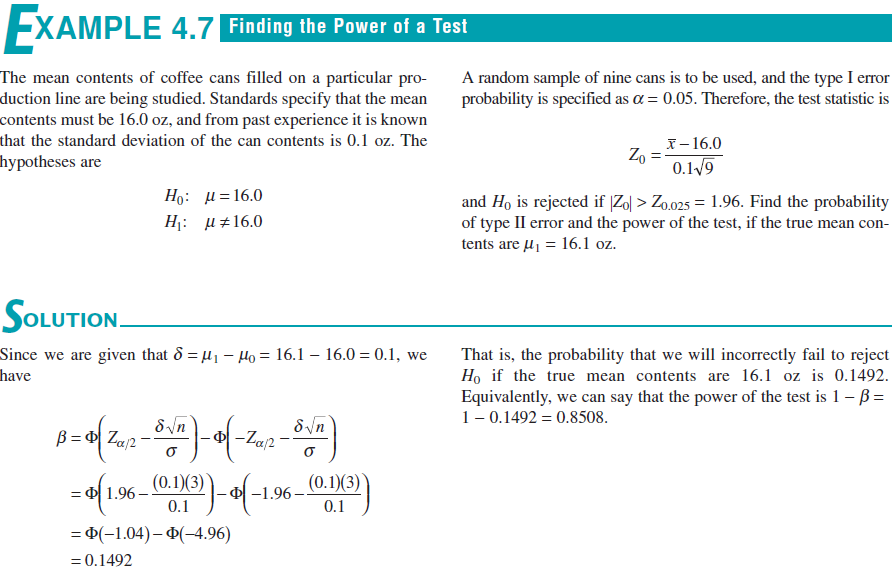 EXAMPLE 4.7 Finding the Power of a Test
The mean contents of coffee cans filled on a particular pro-
duction line are being studied. Standards specify that the mean
contents must be 16.0 oz, and from past experience it is known
that the standard deviation of the can contents is 0.1 oz. The
hypotheses are
H₀: μ = 16.0
H₁: μ ≠ 16.0
A random sample of nine cans is to be used, and the type I error
probability is specified as α = 0.05. Therefore, the test statistic is
Z₀ = (x̄ – 16.0) / (0.1√9)
and H₀ is rejected if |Z₀| > Z₀.₀₂₅ = 1.96. Find the probability
of type II error and the power of the test, if the true mean con-
tents are μ₁ = 16.1 oz.
SOLUTION
Since we are given that δ = μ₁ – μ₀ = 16.1 – 16.0 = 0.1, we
have
β = Φ(Z_α/2 – δ√n / σ) – Φ(–Z_α/2 – δ√n / σ)
= Φ(1.96 – (0.1)(3) / 0.1) – Φ(–1.96 – (0.1)(3) / 0.1)
= Φ(–1.04) – Φ(–4.96)
= 0.1492
That is, the probability that we will incorrectly fail to reject
H₀ if the true mean contents are 16.1 oz is 0.1492.
Equivalently, we can say that the power of the test is 1 – β =
1 – 0.1492 = 0.8508.